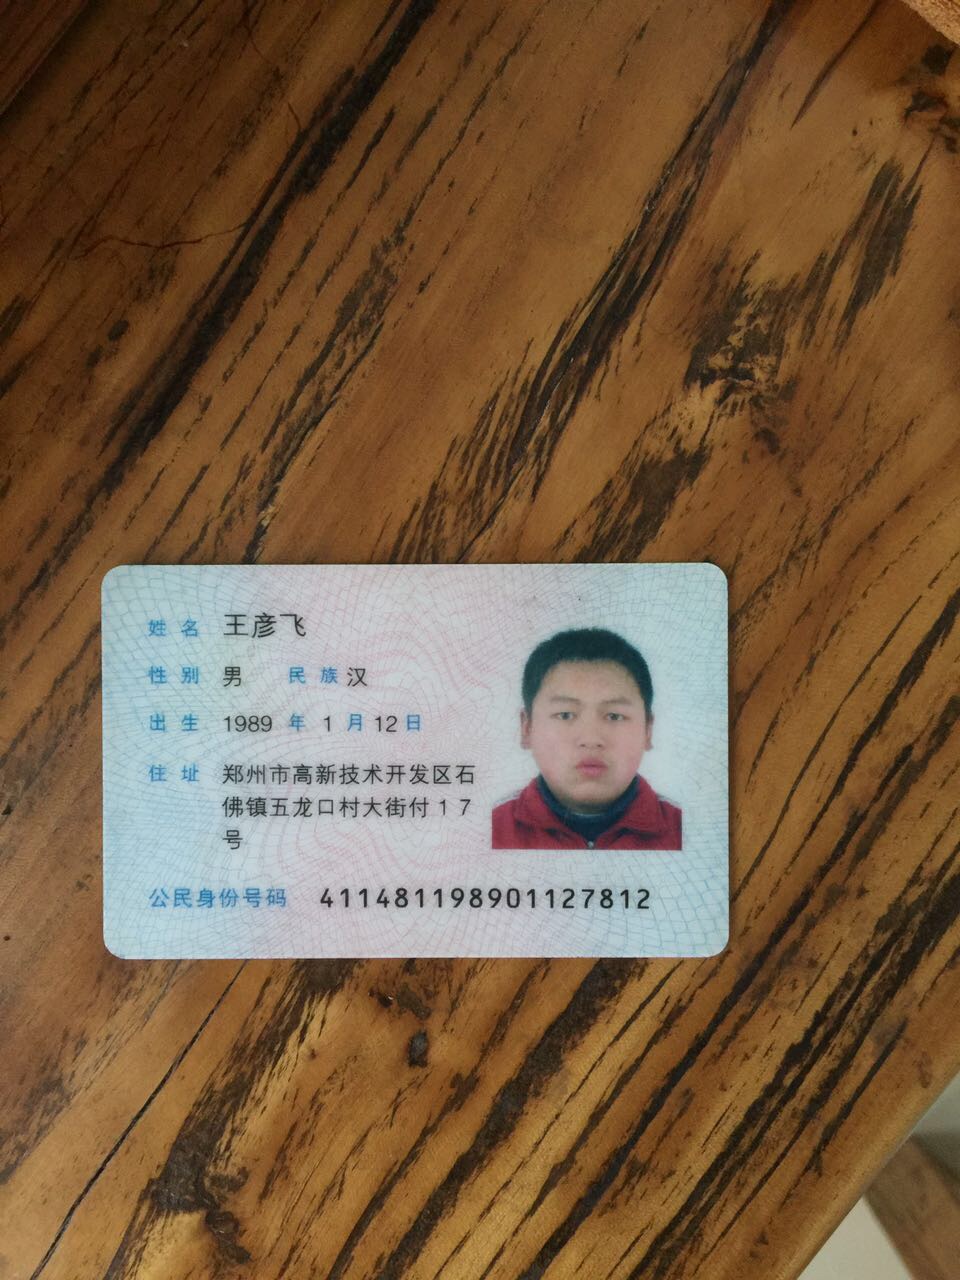 姓名 王彦飞
性别 男 民族 汉
出生 1989 年 1 月 12 日
住址 郑州市高新技术开发区石
佛镇五龙口村大街付17
号
公民身份号码 411481198901127812